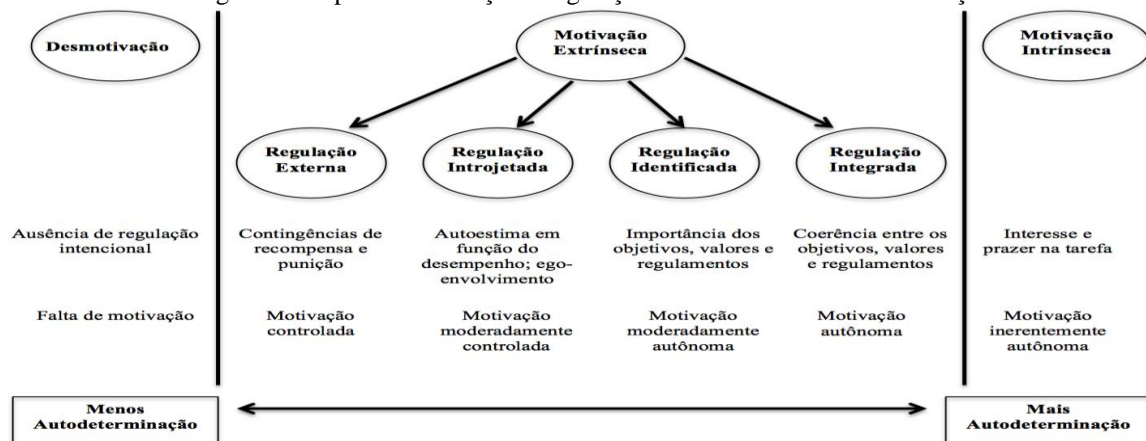 Desmotivação
Motivação
Extrínseca
Motivação
Intrínseca
Regulação
Externa
Regulação
Introjetada
Regulação
Identificada
Regulação
Integrada
Ausência de regulação
intencional
Contingências de
recompensa e
punição
Autoestima em
função do
desempenho; ego-
envolvimento
Importância dos
objetivos, valores e
regulamentos
Coerência entre os
objetivos, valores
e regulamentos
Interesse e
prazer na tarefa
Falta de motivação
Motivação
controlada
Motivação
moderadamente
controlada
Motivação
moderadamente
autônoma
Motivação
autônoma
Motivação
inerentemente
autônoma
Menos
Autodeterminação
Mais
Autodeterminação